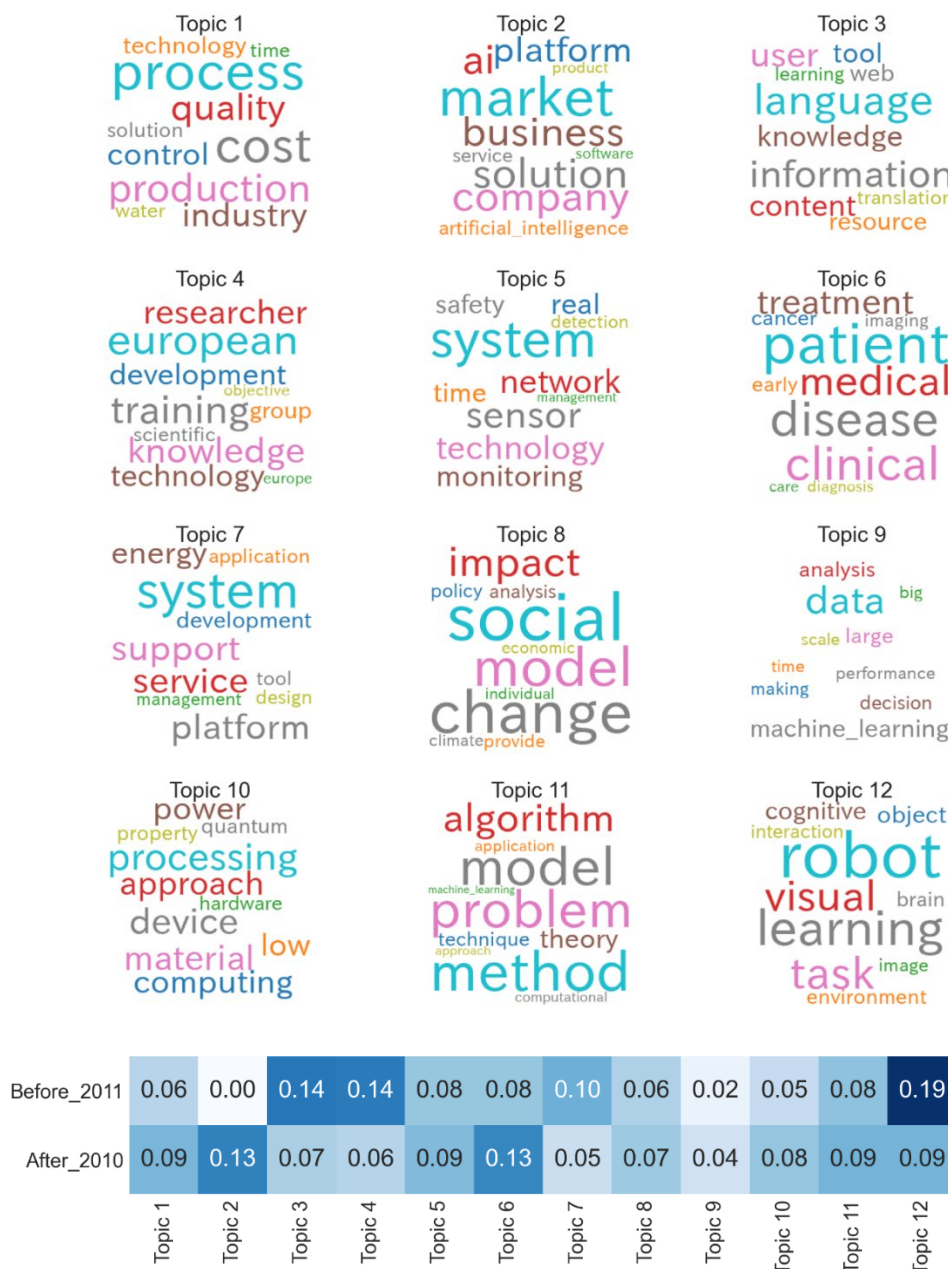 Topic 1
technology time
process
quality
solution
control cost
production
water industry
Topic 2
ai platform
product
market
business
service software
solution
company
artificial_intelligence
Topic 3
user tool
learning web
language
knowledge
information
content translation
resource
Topic 4
researcher
european
development
objective
training group
scientific
knowledge
technology europe
Topic 5
safety real
detection
system
time network
management
sensor
technology
monitoring
Topic 6
treatment
cancer imaging
patient
early medical
disease
clinical
care diagnosis
Topic 7
energy application
system
development
support
service tool
management design
platform
Topic 8
impact
policy analysis
social
economic
model
individual
change
climate provide
Topic 9
analysis
data big
scale large
time performance
making
decision
machine_learning
Topic 10
power
property quantum
processing
approach
hardware
device
low
material
computing
Topic 11
algorithm
application
model
machine_learning
problem
technique theory
approach
method
computational
Topic 12
cognitive object
interaction
robot
visual brain
learning
task image
environment
Before_2011 0.06 0.00 0.14 0.14 0.08 0.08 0.10 0.06 0.02 0.05 0.08 0.19
After_2010 0.09 0.13 0.07 0.06 0.09 0.13 0.05 0.07 0.04 0.08 0.09 0.09
Topic 1 Topic 2 Topic 3 Topic 4 Topic 5 Topic 6 Topic 7 Topic 8 Topic 9 Topic 10 Topic 11 Topic 12